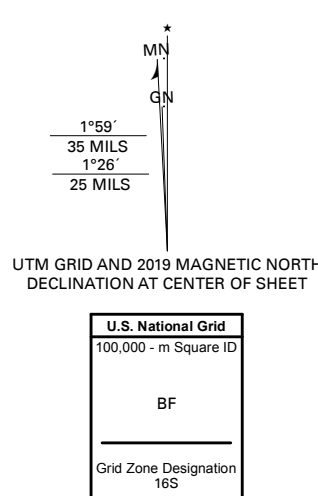 ★
MN
GN
1°59´
35 MILS
1°26´
25 MILS
UTM GRID AND 2019 MAGNETIC NORTH
DECLINATION AT CENTER OF SHEET
U.S. National Grid
100,000 - m Square ID
BF
Grid Zone Designation
16S